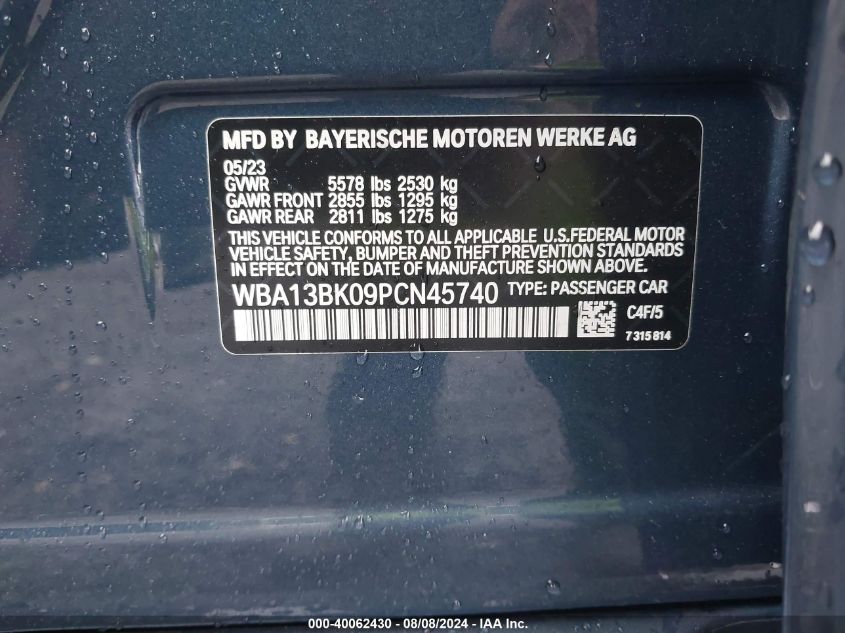 MFD BY BAYERISCHE MOTOREN WERKE AG
05/23
GVWR 5578 lbs 2530 kg
GAWR FRONT 2855 lbs 1295 kg
GAWR REAR 2811 lbs 1275 kg
THIS VEHICLE CONFORMS TO ALL APPLICABLE U.S.FEDERAL MOTOR
VEHICLE SAFETY, BUMPER AND THEFT PREVENTION STANDARDS
IN EFFECT ON THE DATE OF MANUFACTURE SHOWN ABOVE.
WBA13BK09PCN45740 TYPE: PASSENGER CAR
C4F/5
7 315 814
000-40062430 - 08/08/2024 - IAA Inc.